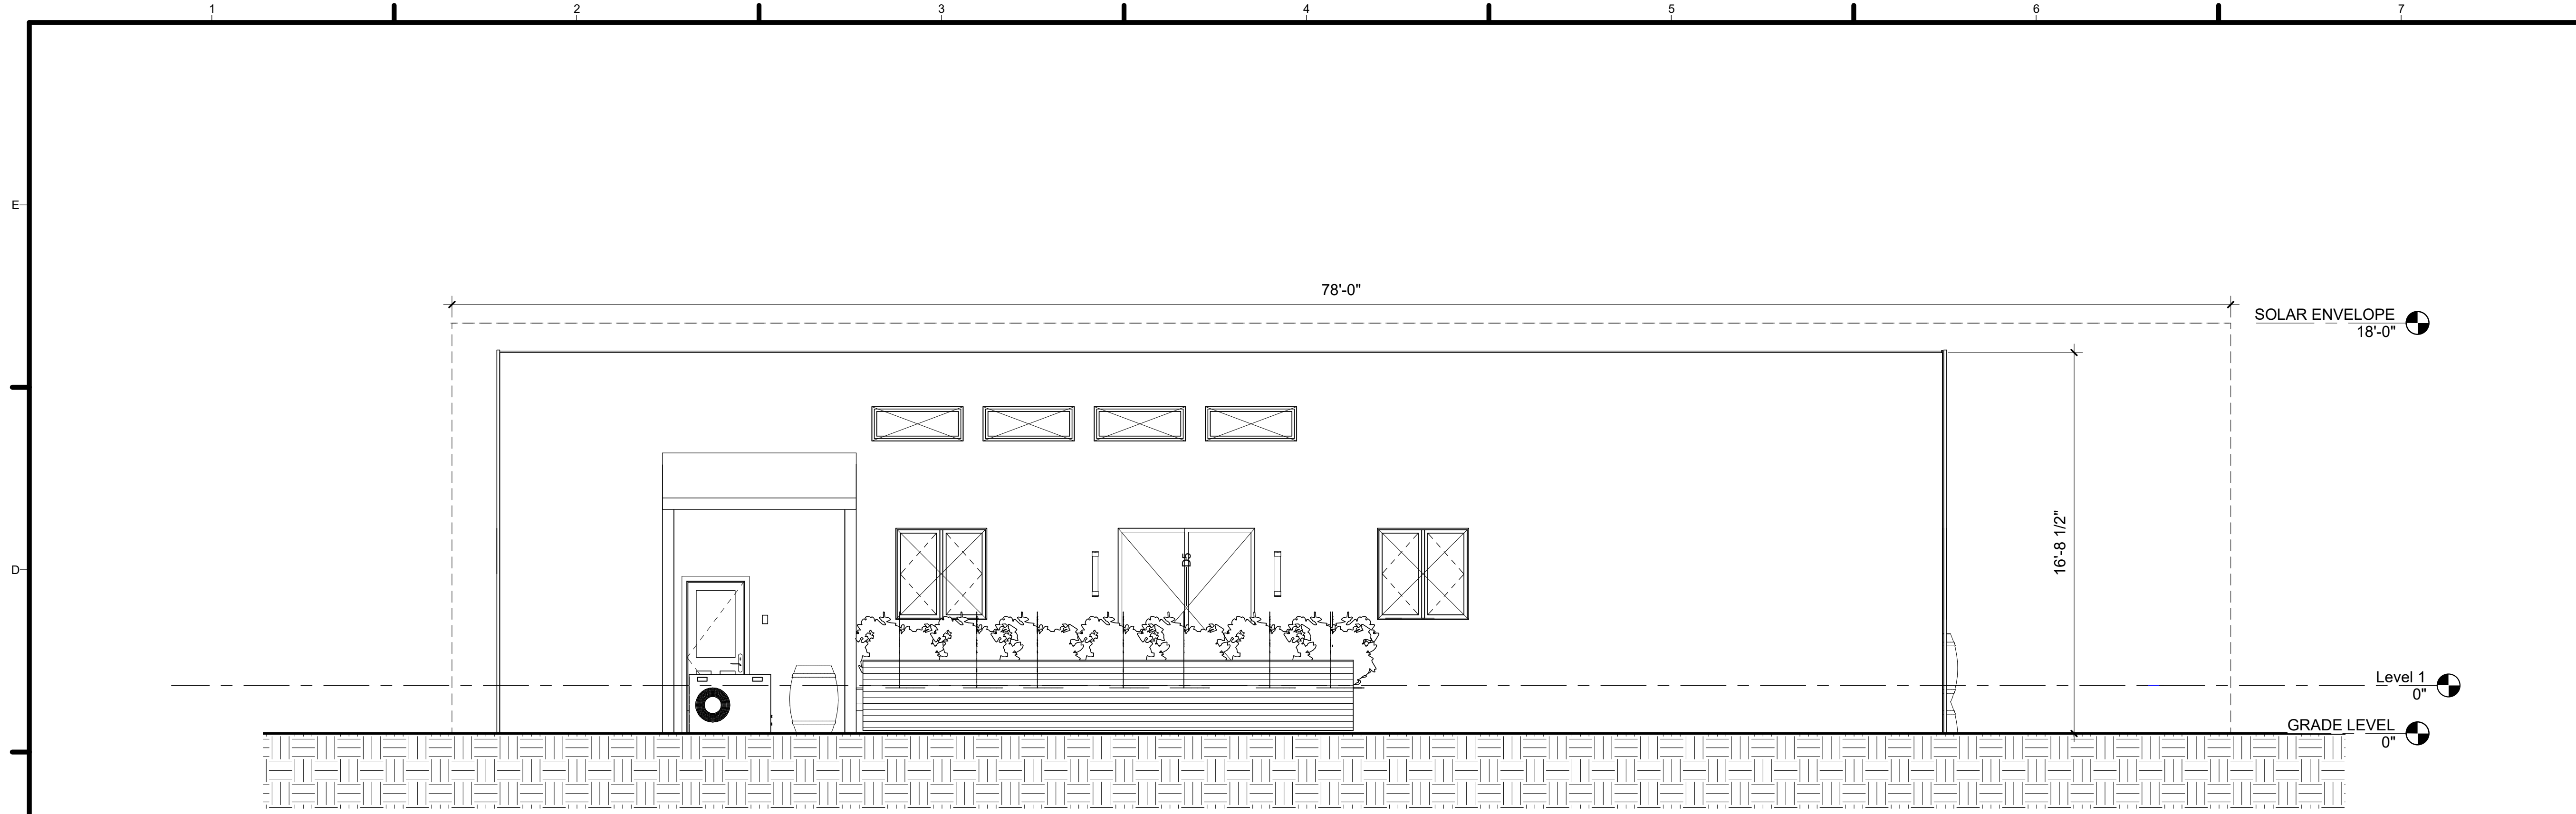 1 2 3 4 5 6 7
E
78'-0"
SOLAR ENVELOPE
18'-0"
D5
16'-8 1/2"
D
Level 1
0"
GRADE LEVEL
0"